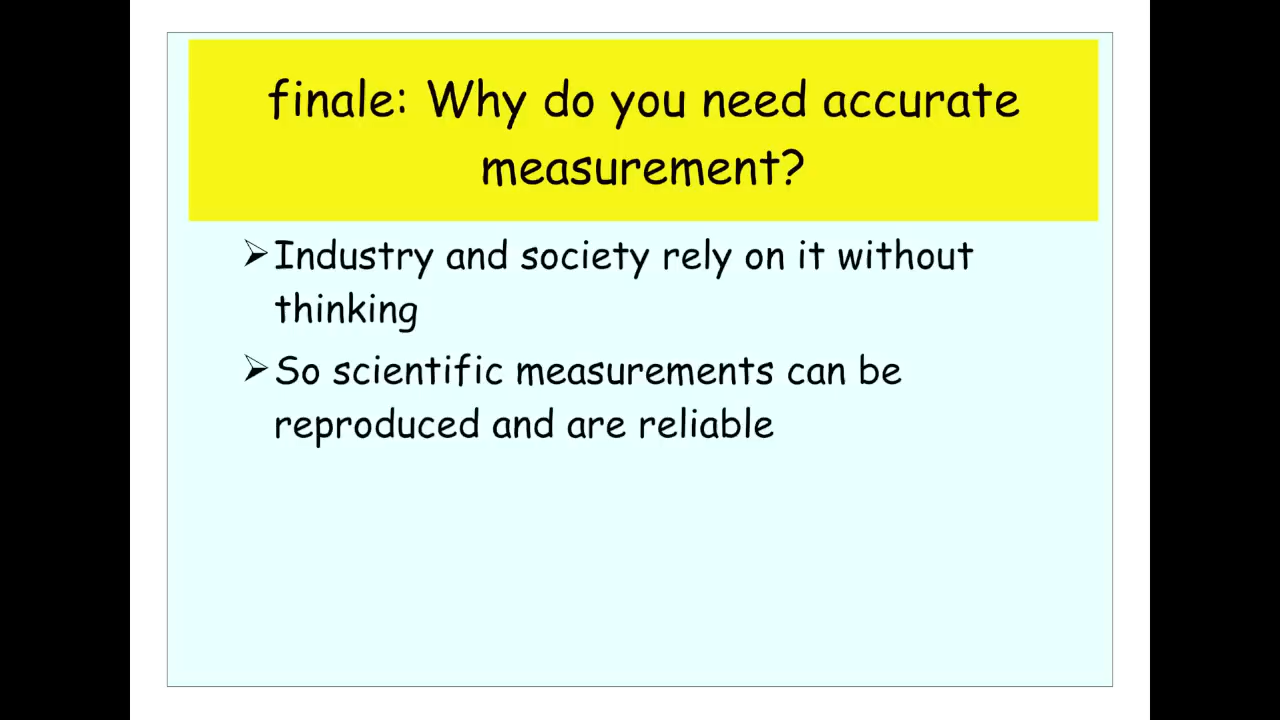 finale: Why do you need accurate
measurement?
➢Industry and society rely on it without
thinking
➢So scientific measurements can be
reproduced and are reliable